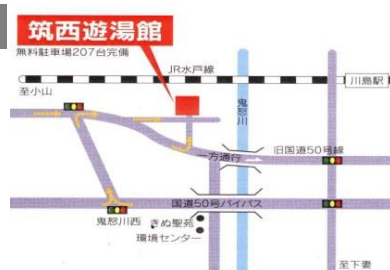 筑西遊湯館
無料駐車場207台完備
JR水戸線
川島駅
至小山
鬼怒川
旧国道50号線
一方通行
国道50号バイパス
鬼怒川西
きぬ聖苑
環境センター
至下妻